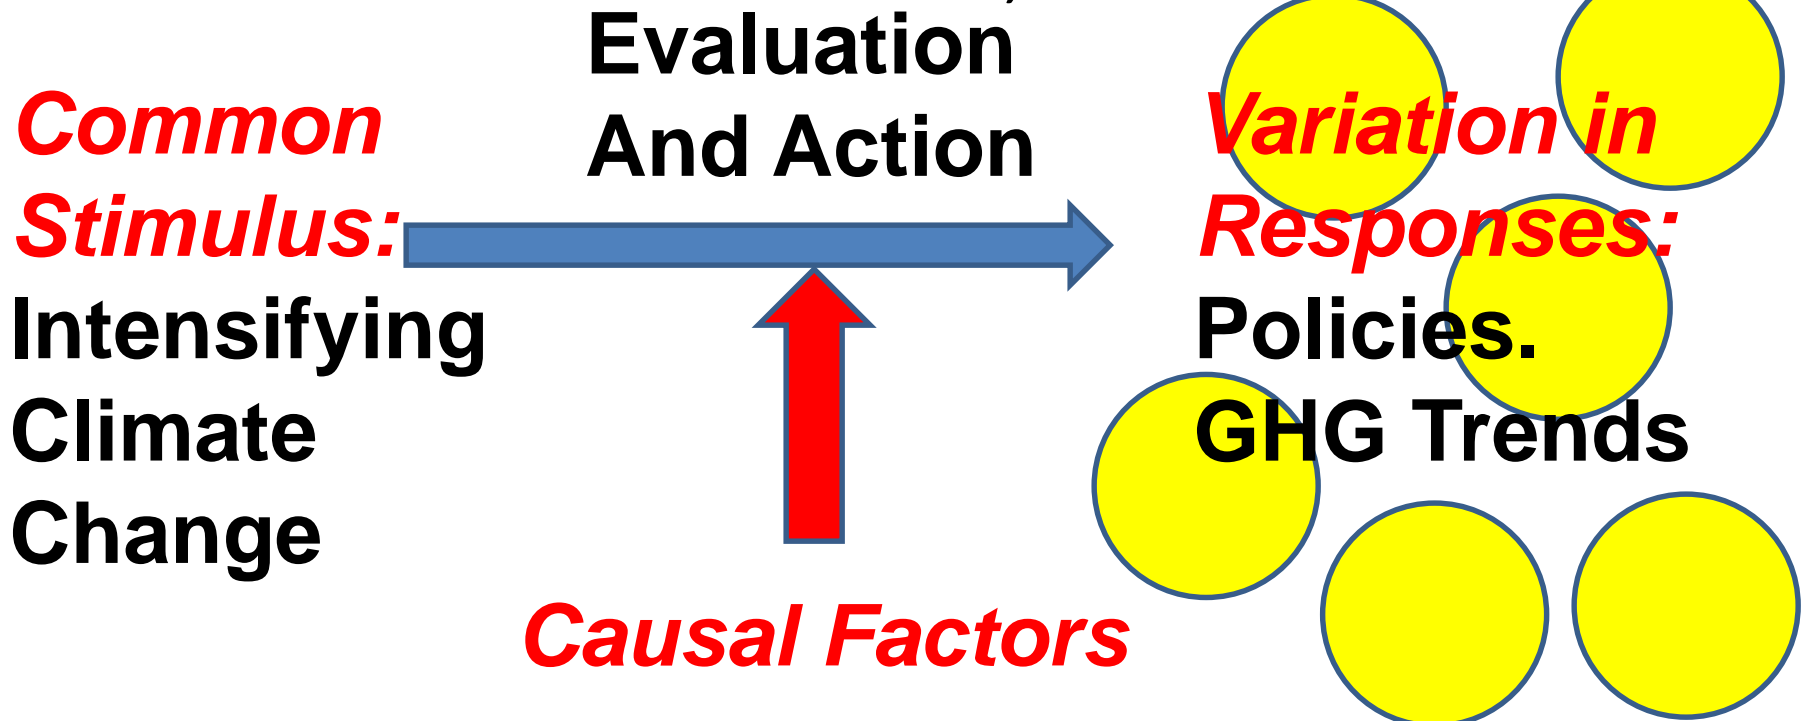 Evaluation
And Action
Common
Stimulus:
Intensifying
Climate
Change
Causal Factors
Variation in
Responses:
Policies.
GHG Trends